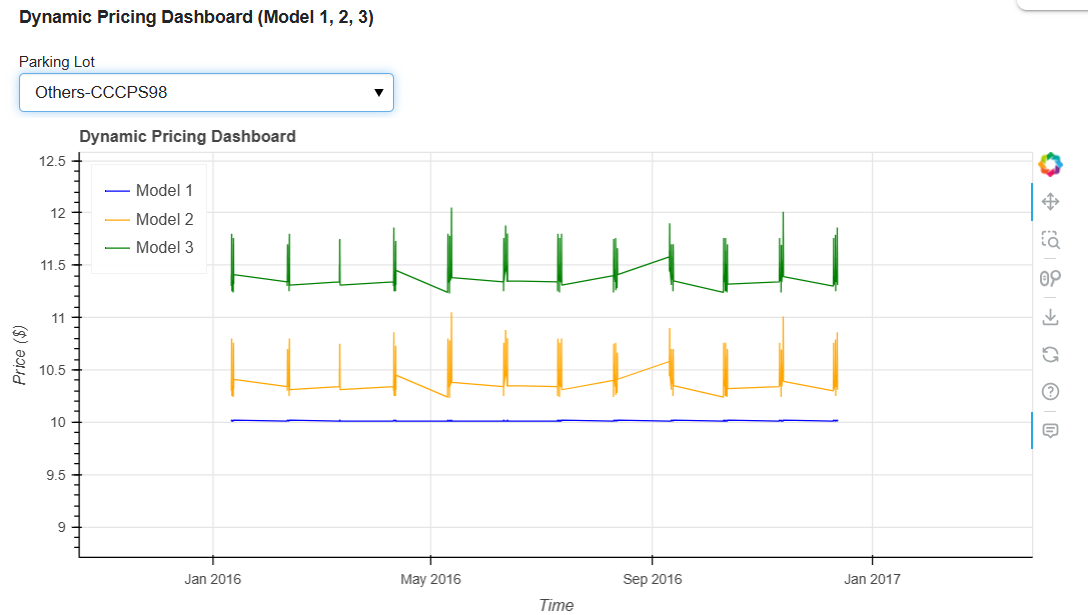 Dynamic Pricing Dashboard (Model 1, 2, 3)
Parking Lot
Others-CCCPS98
Dynamic Pricing Dashboard
12.5
12
11.5
11
10.5
10
9.5
9
Price ($)
Model 1
Model 2
Model 3
Jan 2016
May 2016
Sep 2016
Jan 2017
Time